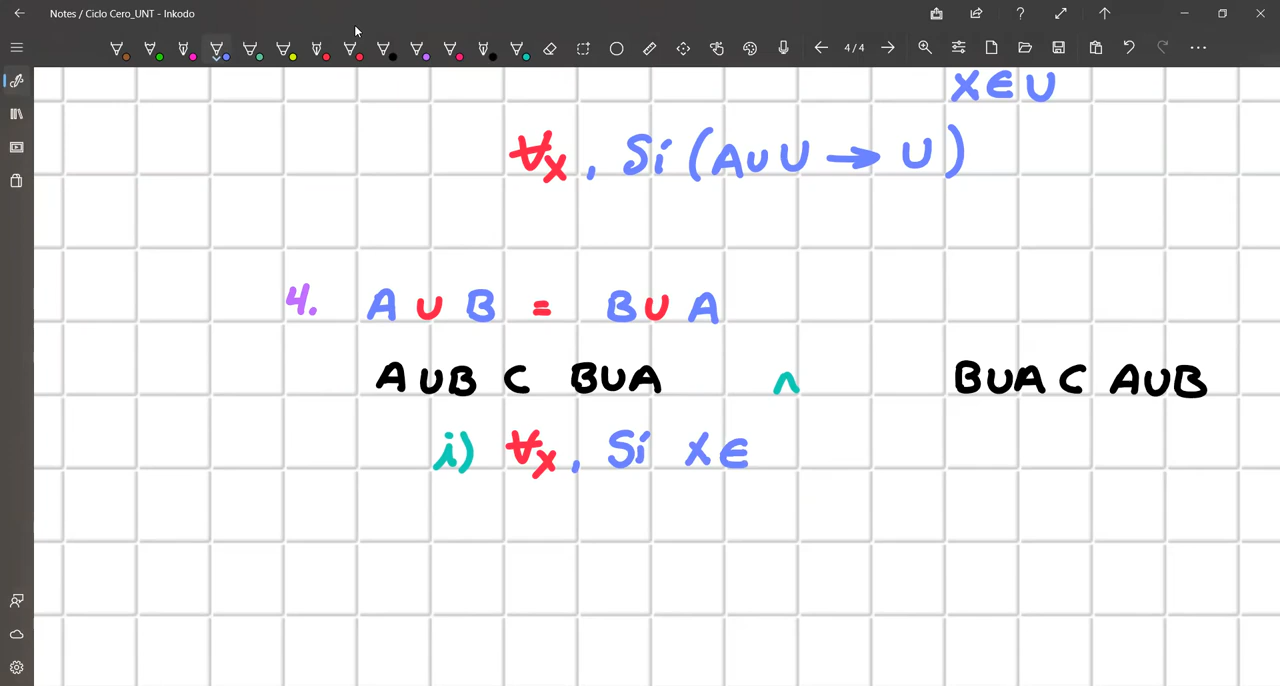 Notes / Ciclo Cero_UNT - Inkodo
4 / 4
x ∈ U
∀x, Si (A ∪ U → U)
4. A ∪ B = B ∪ A
A ∪ B ⊂ B ∪ A ∧ B ∪ A ⊂ A ∪ B
i) ∀x, Si x ∈